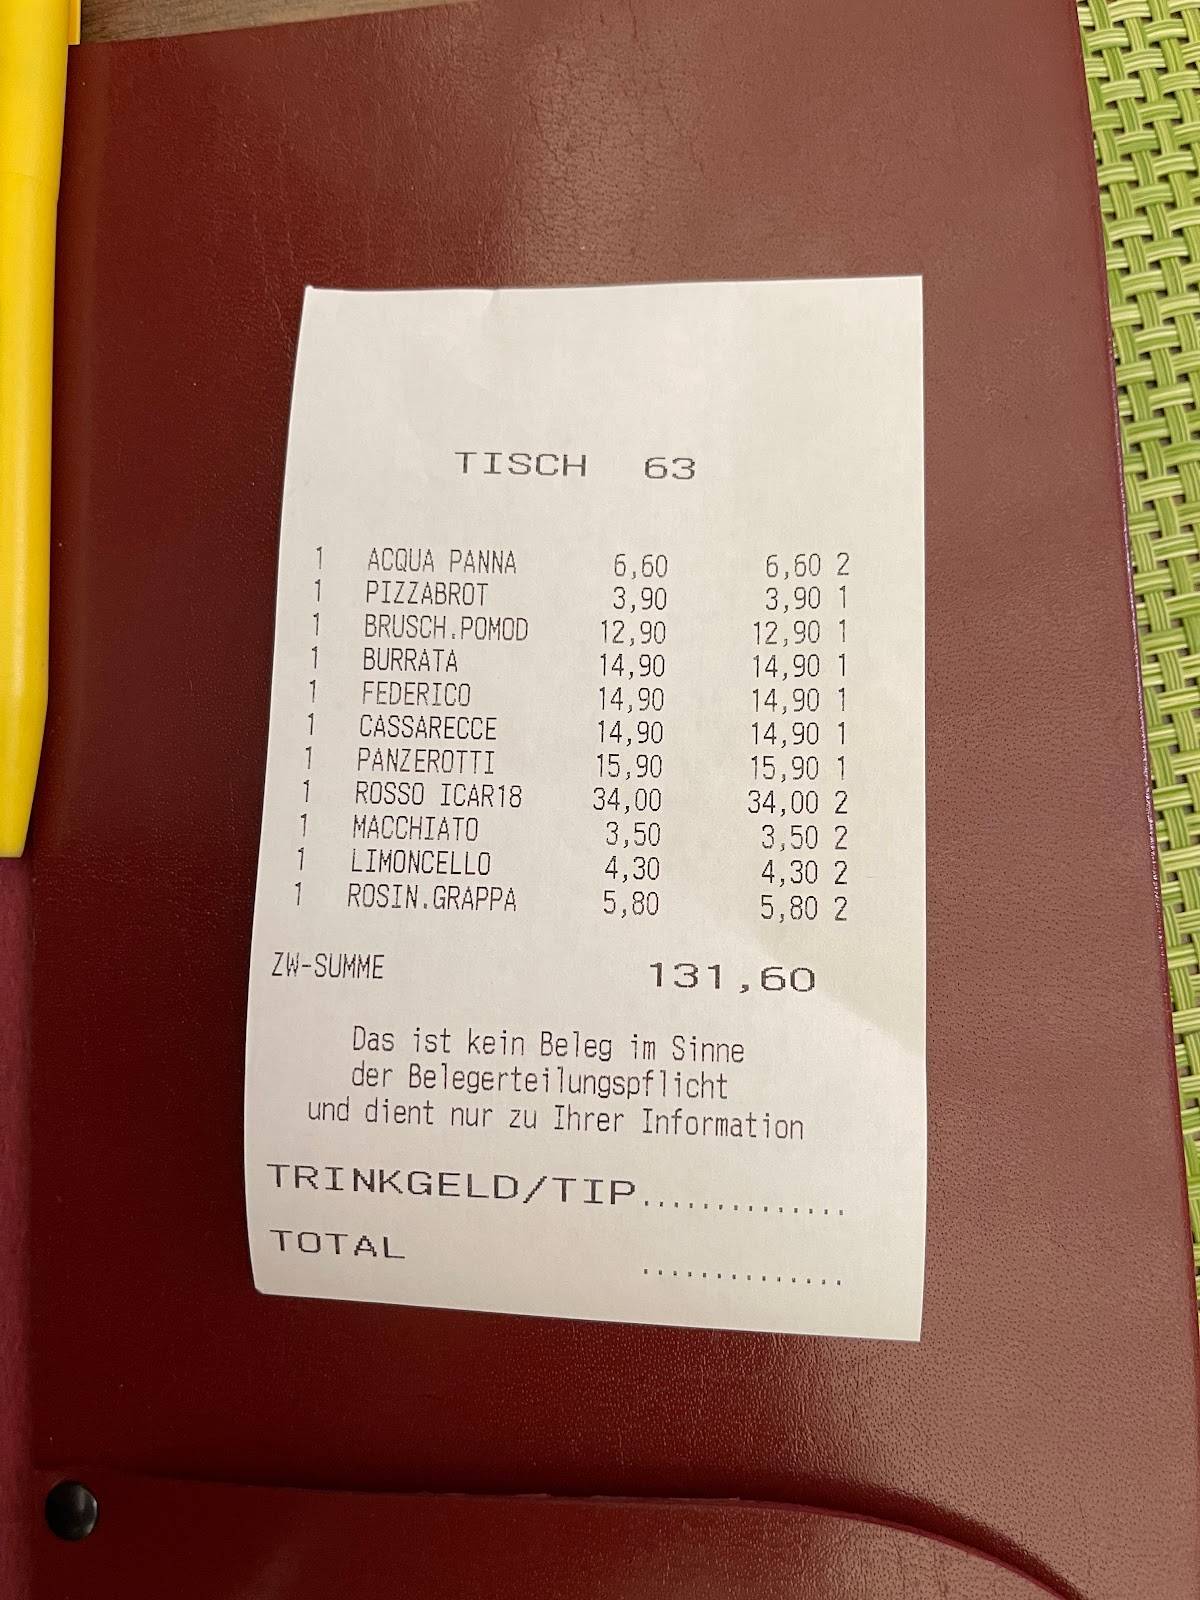 TISCH 63
1 ACQUA PANNA 6,60 6,60 2
1 PIZZABROT 3,90 3,90 1
1 BRUSCH.POMOD 12,90 12,90 1
1 BURRATA 14,90 14,90 1
1 FEDERICO 14,90 14,90 1
1 CASSARECCE 14,90 14,90 1
1 PANZEROTTI 15,90 15,90 1
1 ROSSO ICAR18 34,00 34,00 2
1 MACCHIATO 3,50 3,50 2
1 LIMONCELLO 4,30 4,30 2
1 ROSIN.GRAPPA 5,80 5,80 2
ZW-SUMME 131,60
Das ist kein Beleg im Sinne
der Belegerteilungspflicht
und dient nur zu Ihrer Information
TRINKGELD/TIP..............
TOTAL ..............